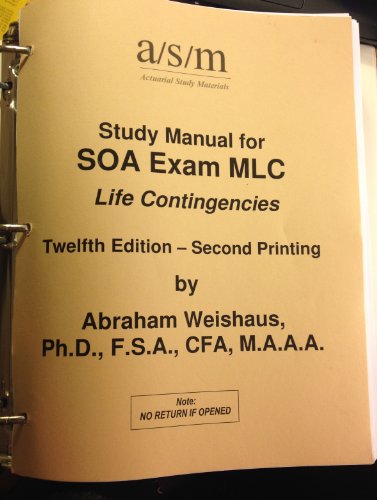 a/s/m
Actuarial Study Materials
Study Manual for
SOA Exam MLC
Life Contingencies
Twelfth Edition – Second Printing
by
Abraham Weishaus,
Ph.D., F.S.A., CFA, M.A.A.A.
Note:
NO RETURN IF OPENED